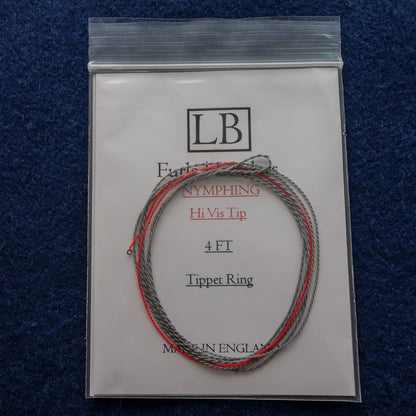 LB
NYMPHING
Hi Vis Tip
4 FT
Tippet Ring
MADE IN ENGLAND